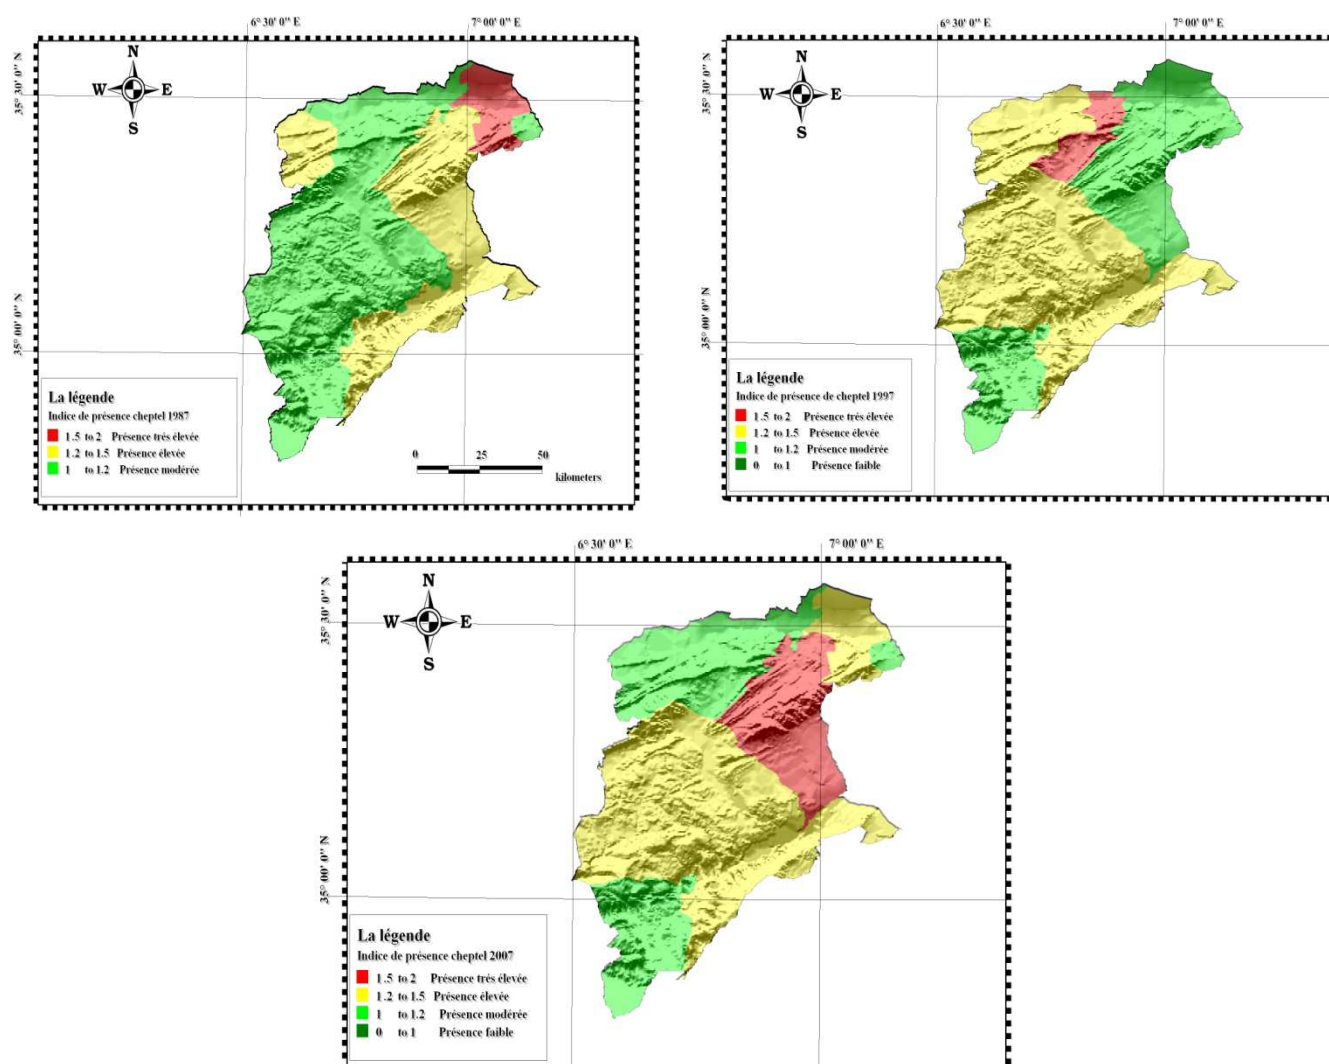 6° 30' 0'' E
7° 00' 0'' E
N
W
E
S
35° 30' 0'' N
35° 00' 0'' N
La légende
Indice de présence cheptel 1987
1.5 to 2 Présence trés élevée
1.2 to 1.5 Présence élevée
1 to 1.2 Présence modérée
0 25 50
kilometers
6° 30' 0'' E
7° 00' 0'' E
N
W
E
S
35° 30' 0'' N
35° 00' 0'' N
La légende
Indice de présence de cheptel 1997
1.5 to 2 Présence trés élevée
1.2 to 1.5 Présence élevée
1 to 1.2 Présence modérée
0 to 1 Présence faible
6° 30' 0'' E
7° 00' 0'' E
N
W
E
S
35° 30' 0'' N
35° 00' 0'' N
La légende
Indice de présence cheptel 2007
1.5 to 2 Présence trés élevée
1.2 to 1.5 Présence élevée
1 to 1.2 Présence modérée
0 to 1 Présence faible